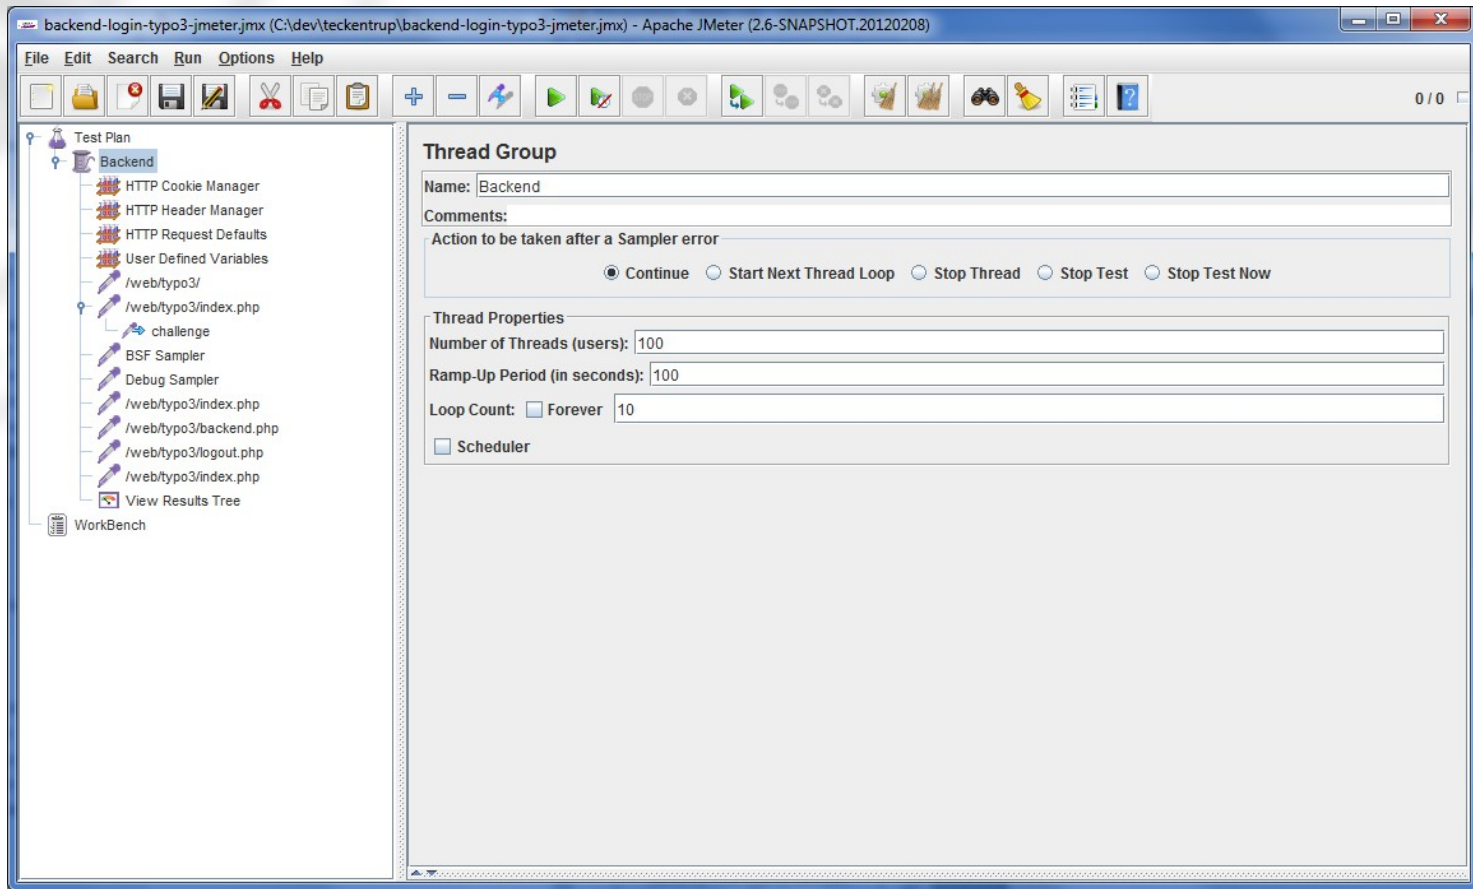 backend-login-typo3-jmeter.jmx (C:\dev\teckentrup\backend-login-typo3-jmeter.jmx) - Apache JMeter (2.6-SNAPSHOT.20120208)
File Edit Search Run Options Help
0 / 0
Test Plan
Backend
HTTP Cookie Manager
HTTP Header Manager
HTTP Request Defaults
User Defined Variables
/web/typo3/
/web/typo3/index.php
challenge
BSF Sampler
Debug Sampler
/web/typo3/index.php
/web/typo3/backend.php
/web/typo3/logout.php
/web/typo3/index.php
View Results Tree
WorkBench
Thread Group
Name: Backend
Comments:
Action to be taken after a Sampler error
Continue Start Next Thread Loop Stop Thread Stop Test Stop Test Now
Thread Properties
Number of Threads (users): 100
Ramp-Up Period (in seconds): 100
Loop Count: Forever 10
Scheduler